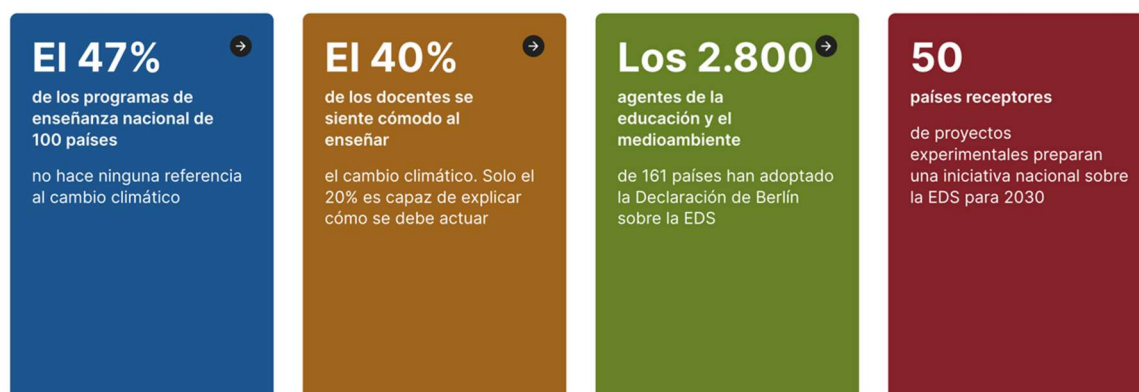 El 47%
de los programas de
enseñanza nacional de
100 países
no hace ninguna referencia
al cambio climático
El 40%
de los docentes se
siente cómodo al
enseñar
el cambio climático. Solo el
20% es capaz de explicar
cómo se debe actuar
Los 2.800
agentes de la
educación y el
medioambiente
de 161 países han adoptado
la Declaración de Berlín
sobre la EDS
50
países receptores
de proyectos
experimentales preparan
una iniciativa nacional sobre
la EDS para 2030